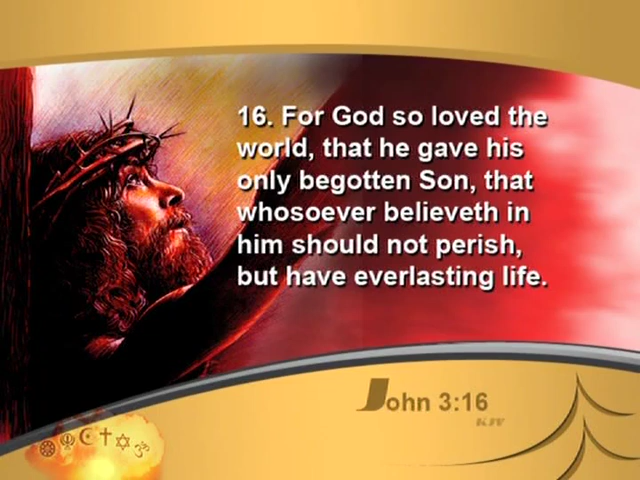 16. For God so loved the
world, that he gave his
only begotten Son, that
whosoever believeth in
him should not perish,
but have everlasting life.
John 3:16
KJV